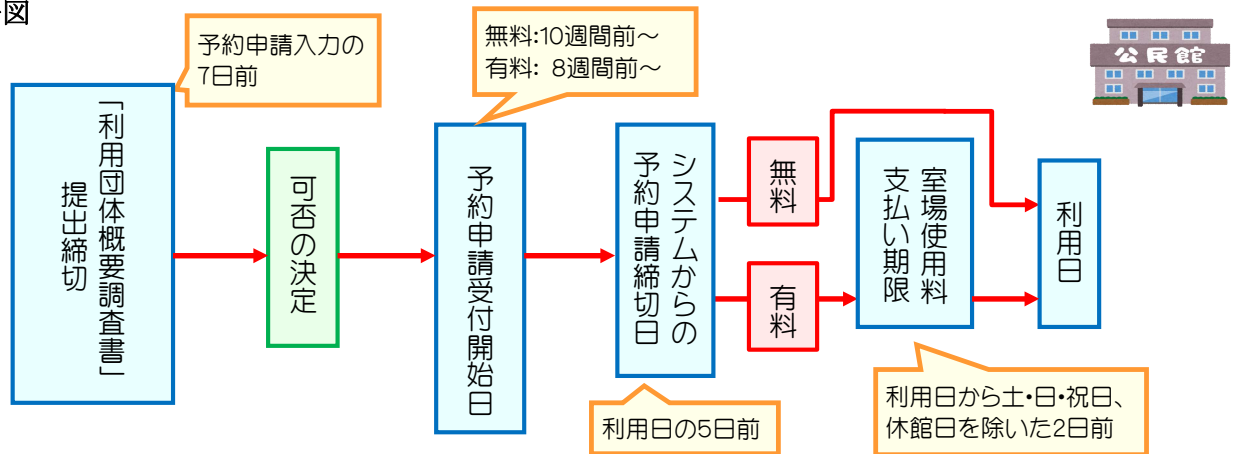 図
予約申請入力の
7日前
無料:10週間前～
有料: 8週間前～
公民館
「利用団体概要調査書」
提出締切
可否の決定
予約申請受付開始日
システムからの
予約申請締切日
無料
有料
室場使用料
支払い期限
利用日
利用日の5日前
利用日から土・日・祝日、
休館日を除いた2日前